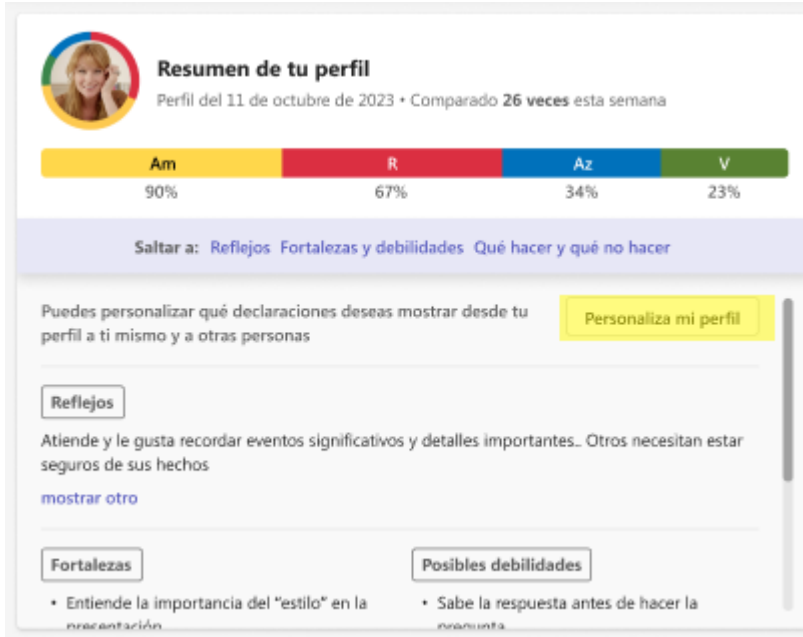 Resumen de tu perfil
Perfil del 11 de octubre de 2023 • Comparado 26 veces esta semana
Am R Az V
90% 67% 34% 23%
Saltar a: Reflejos Fortalezas y debilidades Qué hacer y qué no hacer
Puedes personalizar qué declaraciones deseas mostrar desde tu
perfil a ti mismo y a otras personas
Personaliza mi perfil
Reflejos
Atiende y le gusta recordar eventos significativos y detalles importantes.. Otros necesitan estar
seguros de sus hechos
mostrar otro
Fortalezas
• Entiende la importancia del "estilo" en la
presentación
Posibles debilidades
• Sabe la respuesta antes de hacer la
pregunta